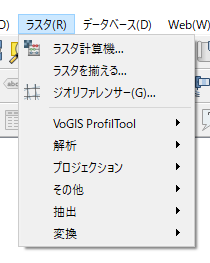 D) ラスタ(R) データベース(D) Web(W)
ラスタ計算機...
ラスタを揃える...
ジオリファレンサー(G)...
VoGIS ProfilTool
解析
プロジェクション
その他
抽出
変換